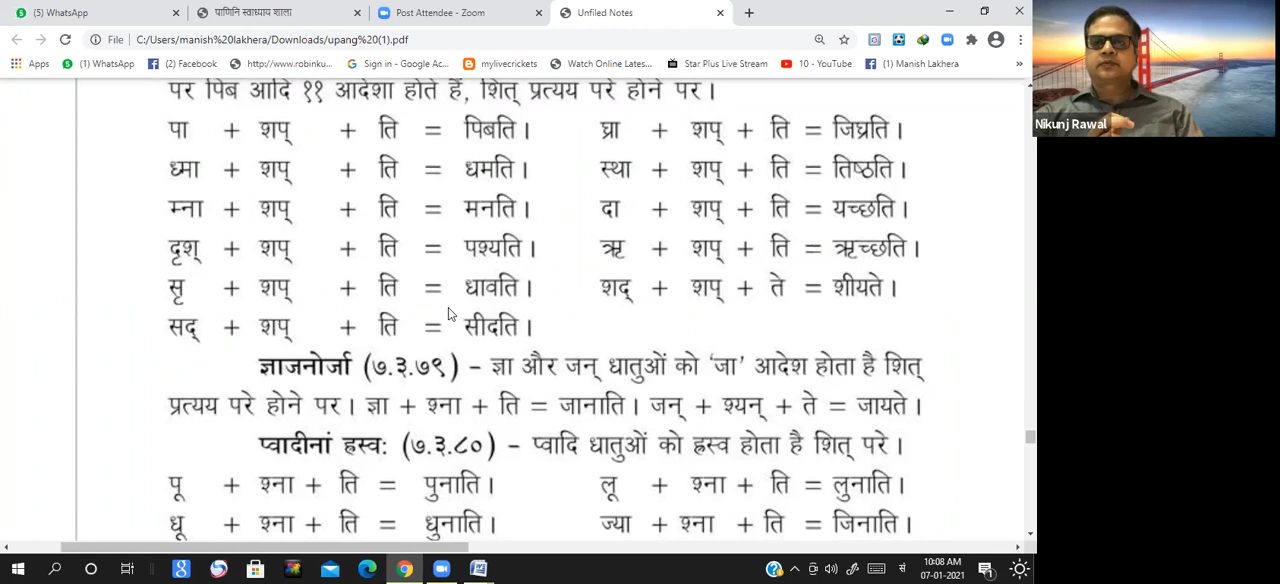 (5) WhatsApp
पाणिनि स्वाध्याय शाला
Post Attendee - Zoom
Unfiled Notes
File C:/Users/manish%20lakhera/Downloads/upang%20(1).pdf
Apps (1) WhatsApp (2) Facebook http://www.robinku... Sign in - Google Ac... mylivecrickets Watch Online Lates... Star Plus Live Stream 10 - YouTube (1) Manish Lakhera »
Nikunj Rawal
पर पिब आदि ११ आदेशा होते हैं, शित् प्रत्यय परे होने पर।
पा + शप् + ति = पिबति। घ्रा + शप् + ति = जिघ्रति।
ध्मा + शप् + ति = धमति। स्था + शप् + ति = तिष्ठति।
म्ना + शप् + ति = मनति। दा + शप् + ति = यच्छति।
दृश् + शप् + ति = पश्यति। ऋ + शप् + ति = ऋच्छति।
सृ + शप् + ति = धावति। शद् + शप् + ते = शीयते।
सद् + शप् + ति = सीदति।
ज्ञाजनोर्जा (७.३.७९) - ज्ञा और जन् धातुओं को 'जा' आदेश होता है शित्
प्रत्यय परे होने पर। ज्ञा + श्ना + ति = जानाति। जन् + श्यन् + ते = जायते।
प्वादीनां ह्रस्व: (७.३.८०) - प्वादि धातुओं को ह्रस्व होता है शित् परे।
पू + श्ना + ति = पुनाति। लू + श्ना + ति = लुनाति।
धू + श्ना + ति = धुनाति। ज्या + श्ना + ति = जिनाति।
10:08 AM
07-01-2021